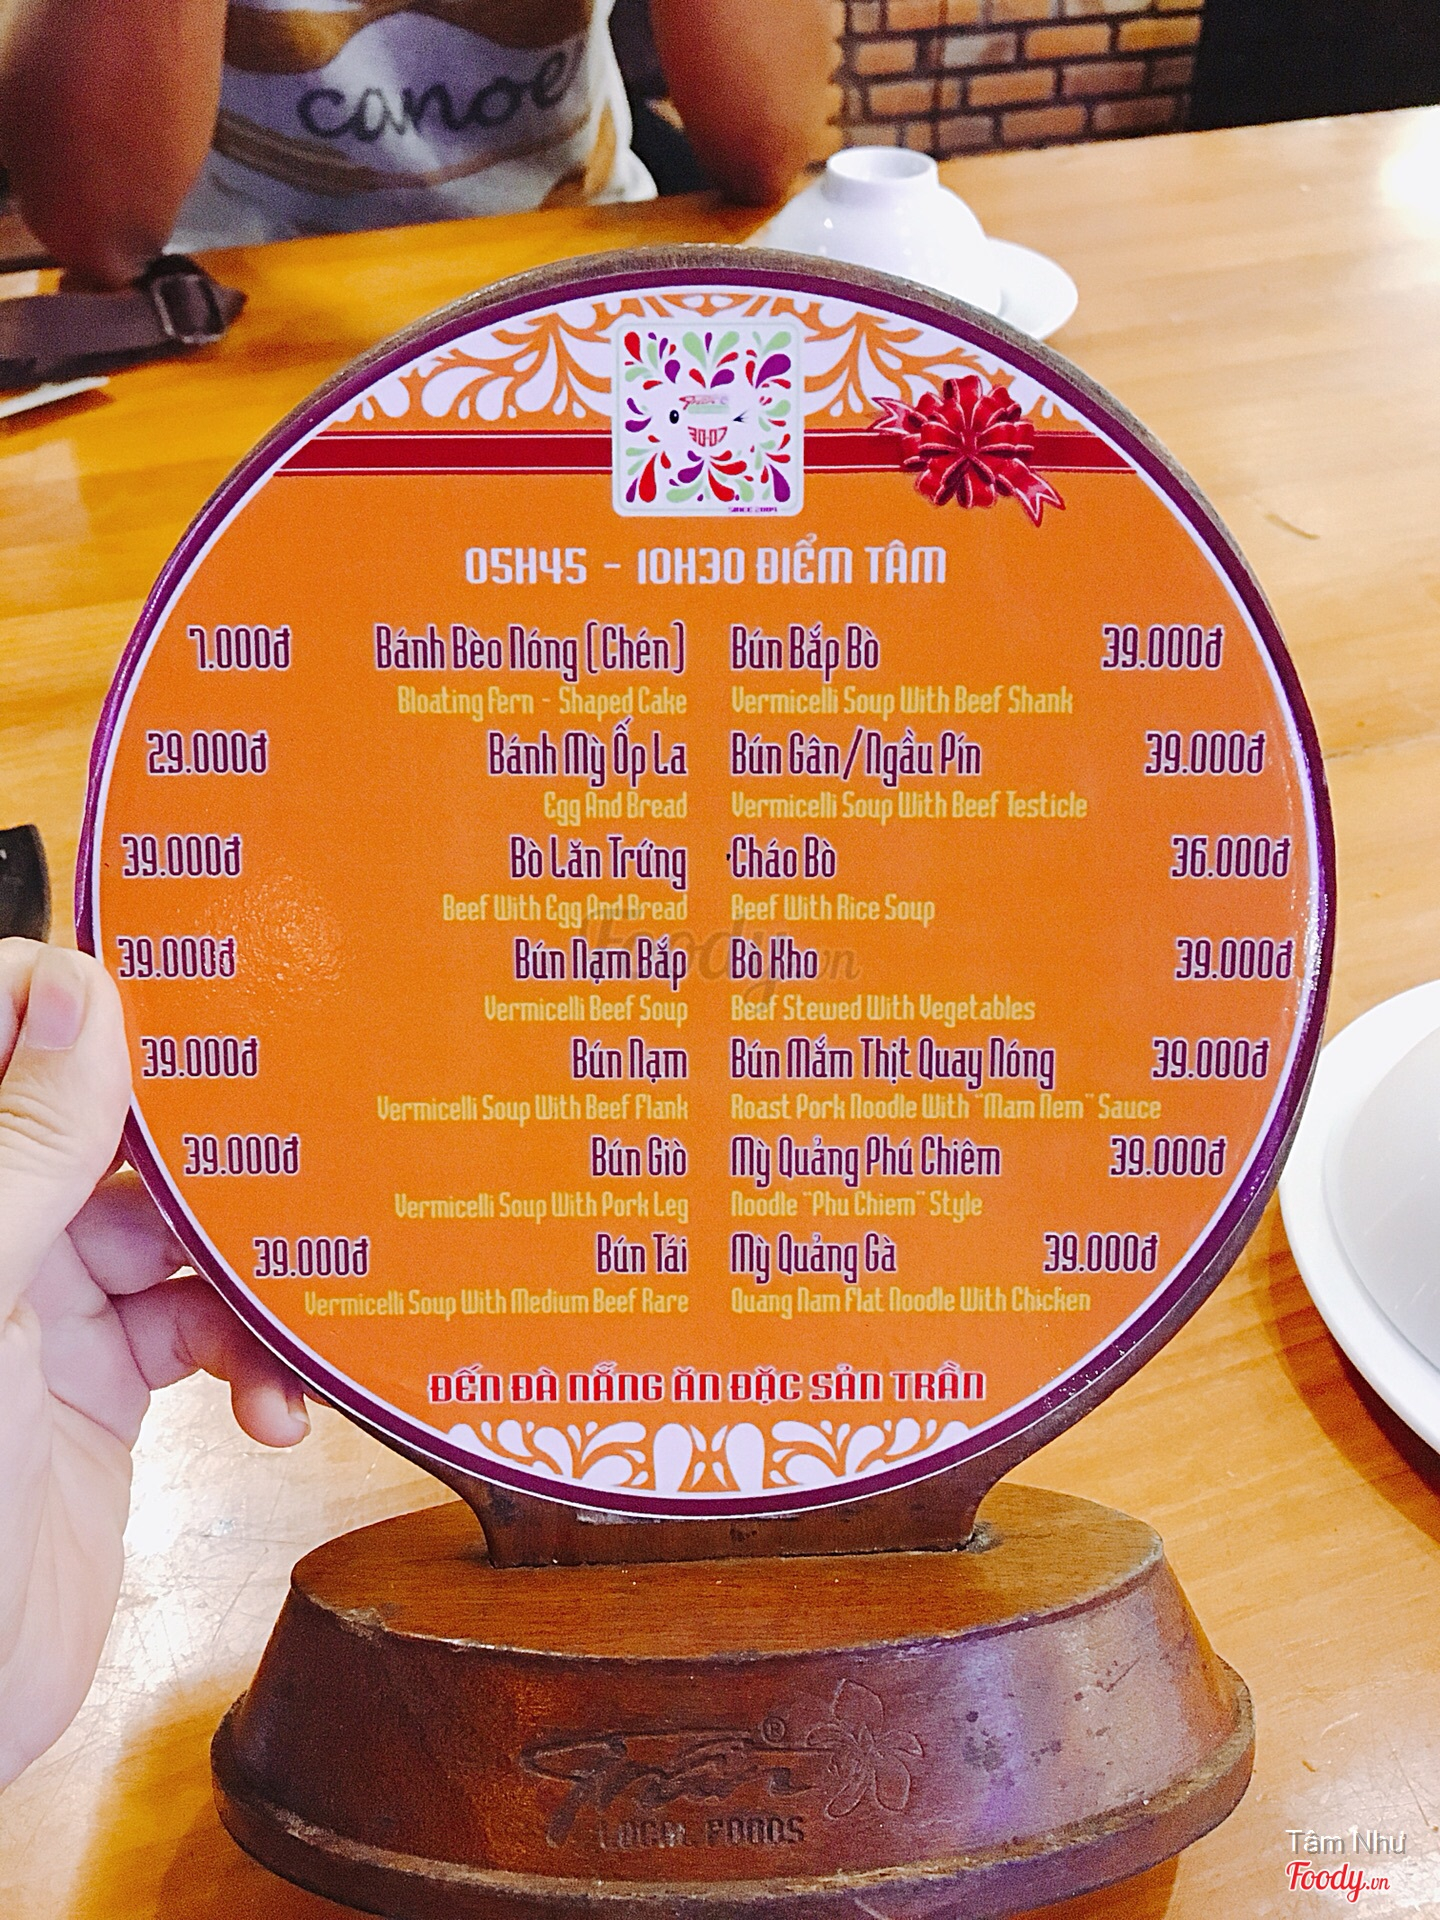 canoe
30-07
SINCE 2004
05H45 - 10H30 ĐIỂM TÂM
7.000đ Bánh Bèo Nóng (Chén)
Bloating Fern - Shaped Cake
29.000đ Bánh Mỳ Ốp La
Egg And Bread
39.000đ Bò Lăn Trứng
Beef With Egg And Bread
39.000đ Bún Nạm Bắp
Vermicelli Beef Soup
39.000đ Bún Nạm
Vermicelli Soup With Beef Flank
39.000đ Bún Giò
Vermicelli Soup With Pork Leg
39.000đ Bún Tái
Vermicelli Soup With Medium Beef Rare
Bún Bắp Bò 39.000đ
Vermicelli Soup With Beef Shank
Bún Gân/Ngầu Pín 39.000đ
Vermicelli Soup With Beef Testicle
Cháo Bò 36.000đ
Beef With Rice Soup
Bò Kho 39.000đ
Beef Stewed With Vegetables
Bún Mắm Thịt Quay Nóng 39.000đ
Roast Pork Noodle With "Mam Nem" Sauce
Mỳ Quảng Phú Chiêm 39.000đ
Noodle "Phu Chiem" Style
Mỳ Quảng Gà 39.000đ
Quang Nam Flat Noodle With Chicken
Foody.vn
ĐẾN ĐÀ NẴNG ĂN ĐẶC SẢN TRẦN
Trần ®
LOCAL FOODS
Tâm Như
Foody.vn